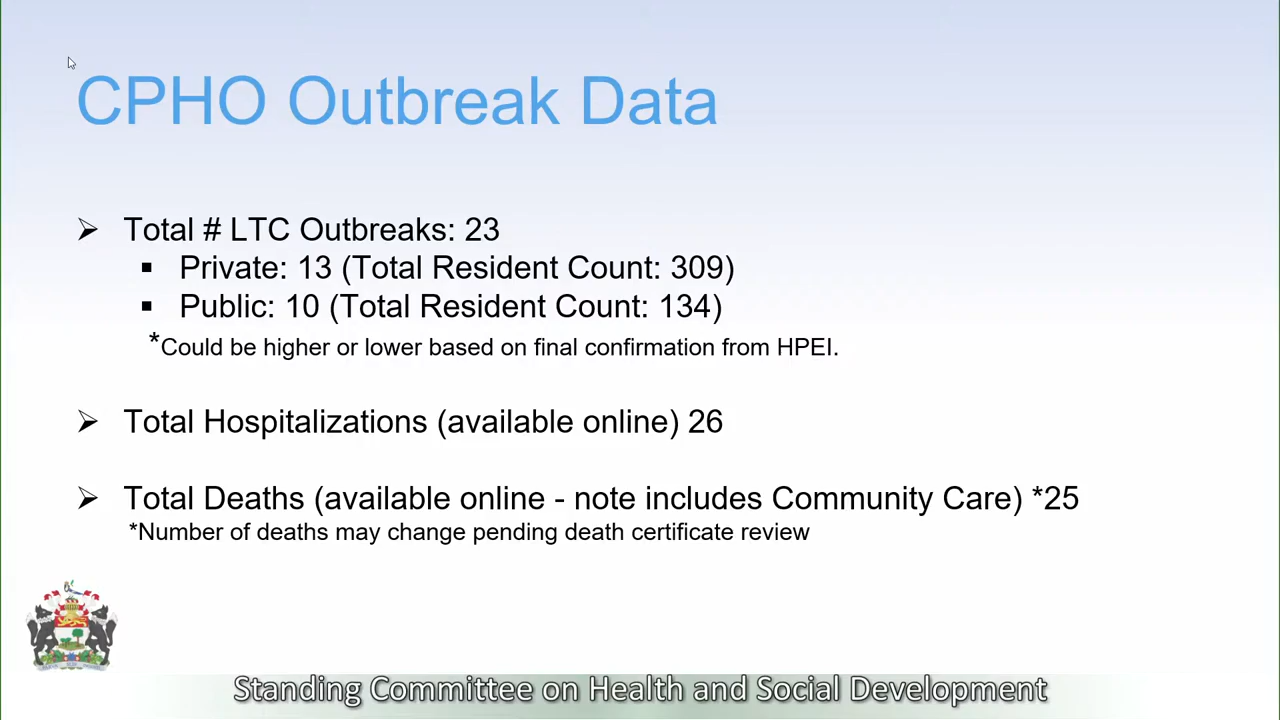 CPHO Outbreak Data
➢ Total # LTC Outbreaks: 23
▪ Private: 13 (Total Resident Count: 309)
▪ Public: 10 (Total Resident Count: 134)
*Could be higher or lower based on final confirmation from HPEI.
➢ Total Hospitalizations (available online) 26
➢ Total Deaths (available online - note includes Community Care) *25
*Number of deaths may change pending death certificate review
Standing Committee on Health and Social Development